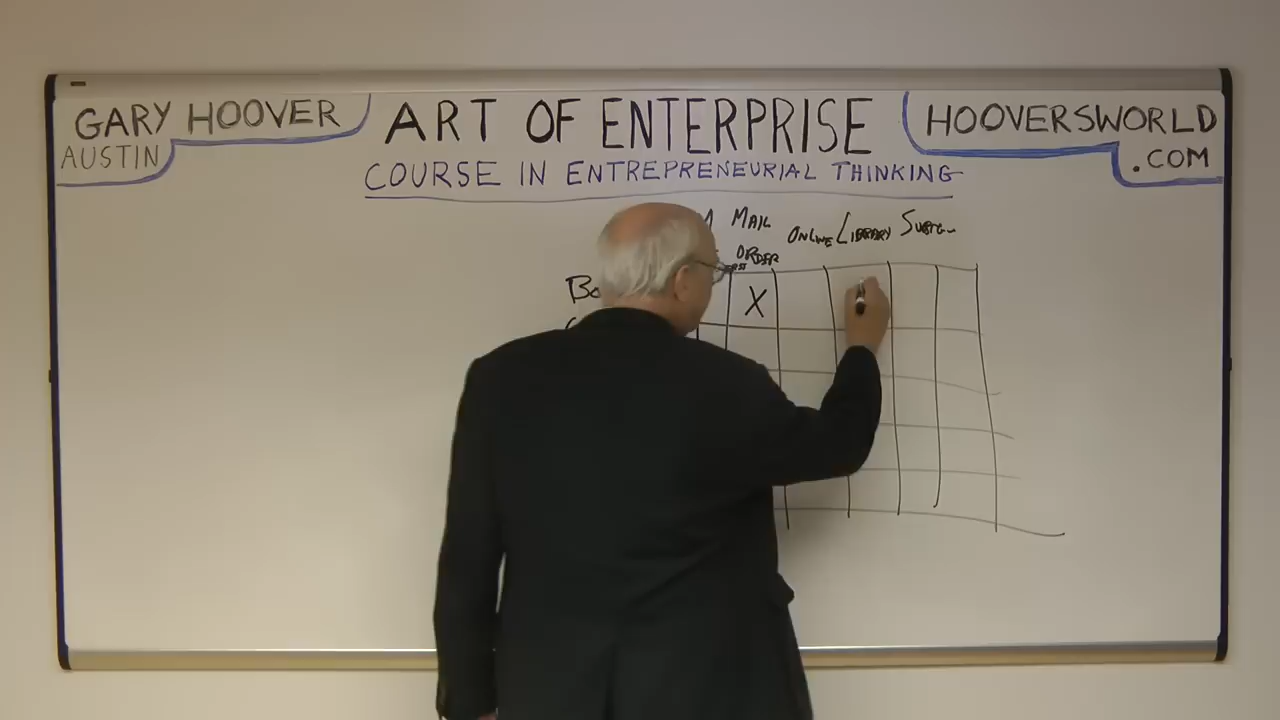 GARY HOOVER
AUSTIN
ART OF ENTERPRISE
COURSE IN ENTREPRENEURIAL THINKING
HOOVERSWORLD
.COM
MAIL
ORDER
ONLINE LIBRARY
X